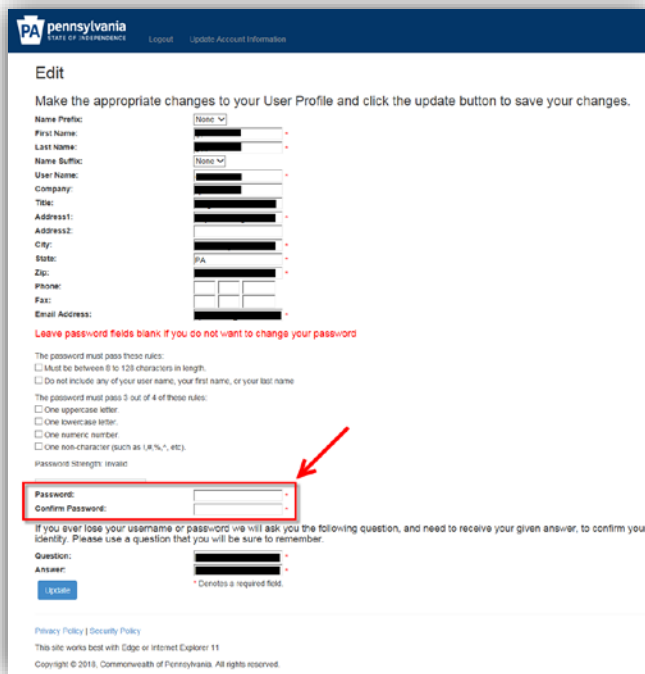 PA pennsylvania
STATE OF INDEPENDENCE
Logout Update Account Information
Edit
Make the appropriate changes to your User Profile and click the update button to save your changes.
Name Prefix: None
First Name: *
Last Name: *
Name Suffix: None
User Name: *
Company:
Title:
Address1: *
Address2:
City: *
State: PA *
Zip: *
Phone:
Fax:
Email Address: *
Leave password fields blank if you do not want to change your password
The password must pass these rules:
Must be between 8 to 128 characters in length.
Do not include any of your user name, your first name, or your last name
The password must pass 3 out of 4 of these rules:
One uppercase letter.
One lowercase letter.
One numeric number.
One non-character (such as !,#,%,^, etc).
Password Strength: Invalid
Password: *
Confirm Password: *
If you ever lose your username or password we will ask you the following question, and need to receive your given answer, to confirm your
identity. Please use a question that you will be sure to remember.
Question: *
Answer: *
* Denotes a required field.
Update
Privacy Policy | Security Policy
This site works best with Edge or Internet Explorer 11
Copyright © 2018, Commonwealth of Pennsylvania. All rights reserved.